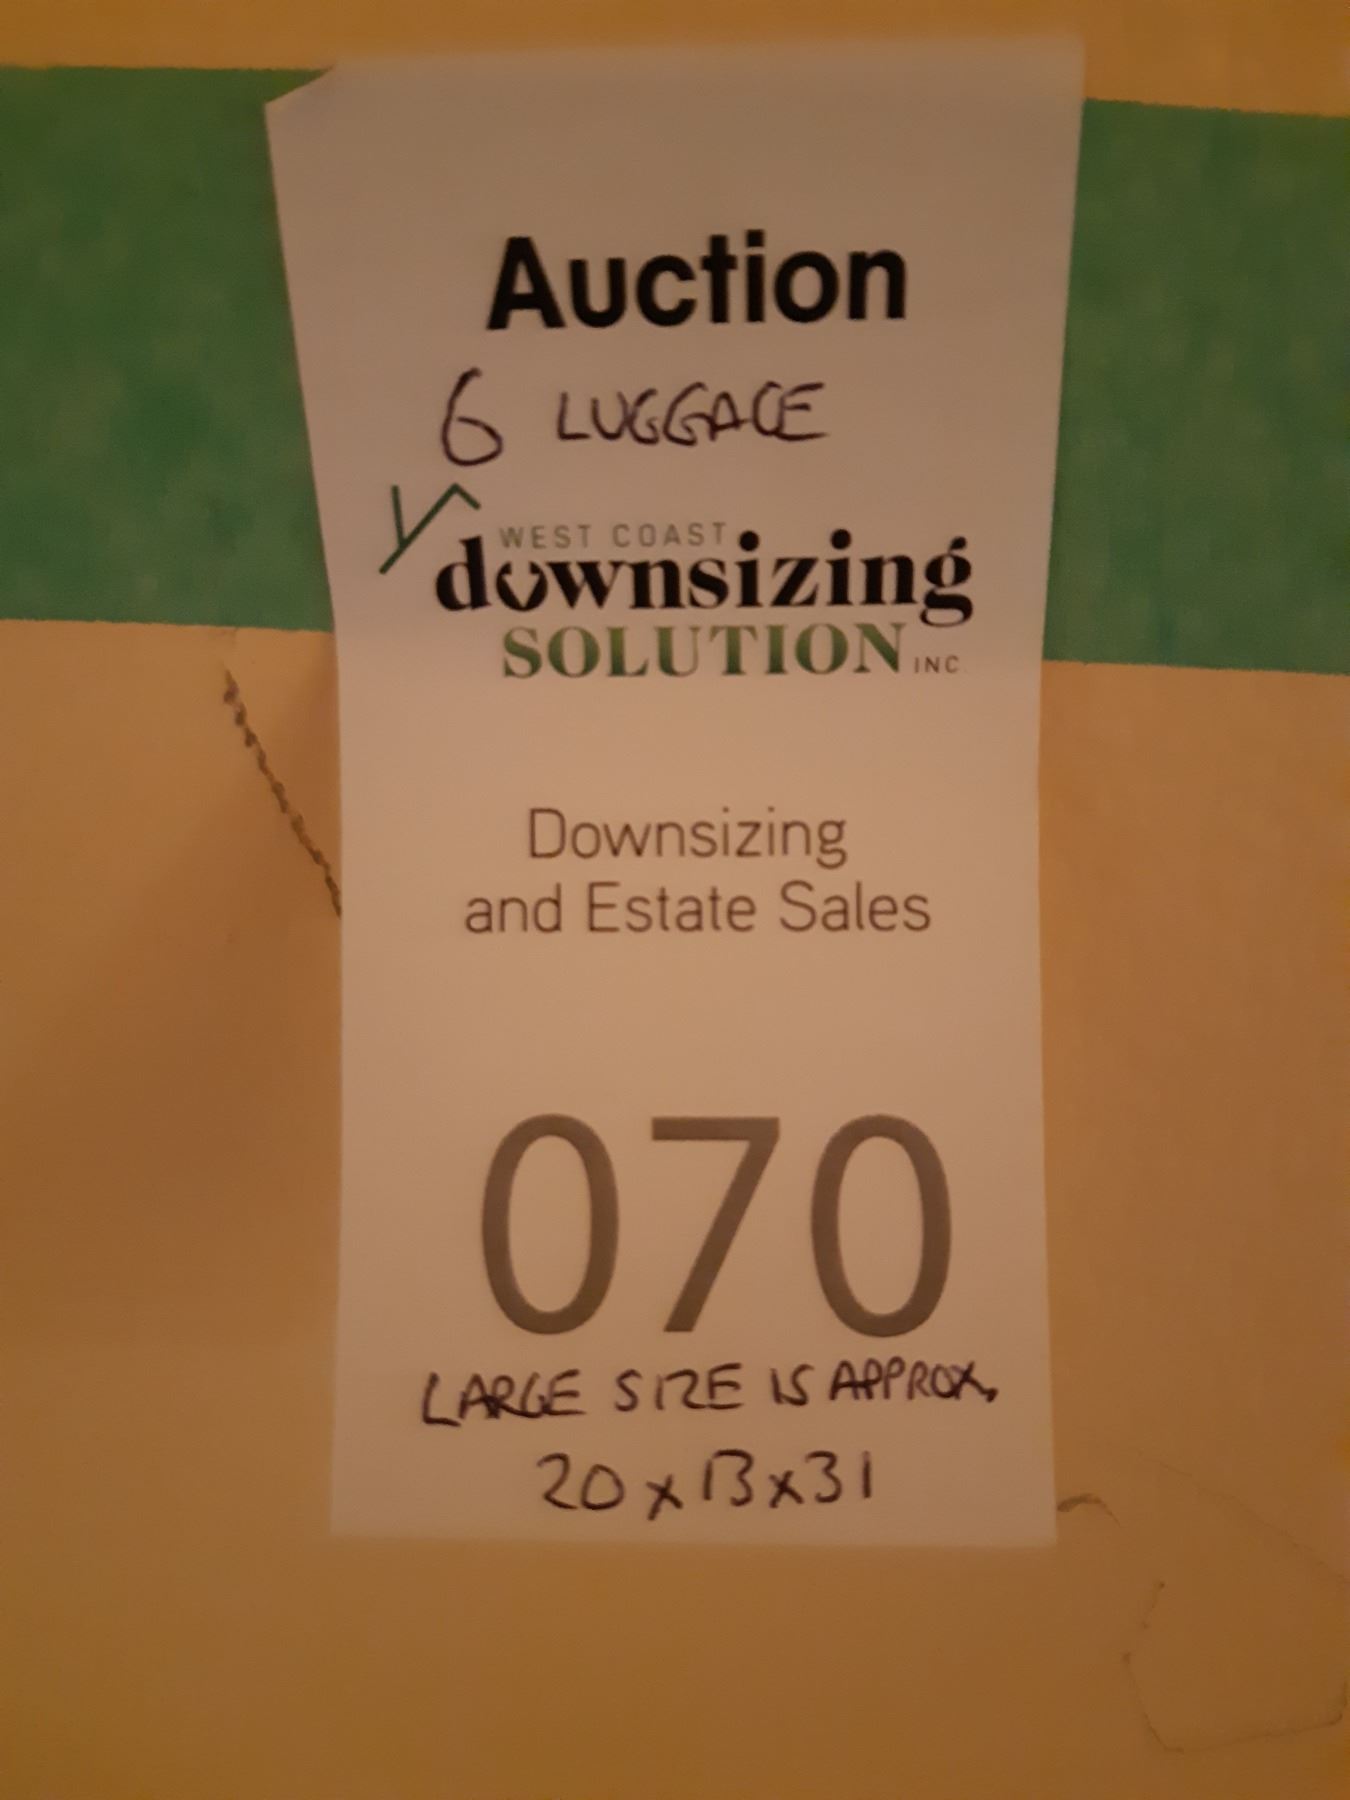 Auction
6 LUGGAGE
WEST COAST
downsizing
SOLUTION INC.
Downsizing
and Estate Sales
070
LARGE SIZE IS APPROX.
20 x 13 x 31